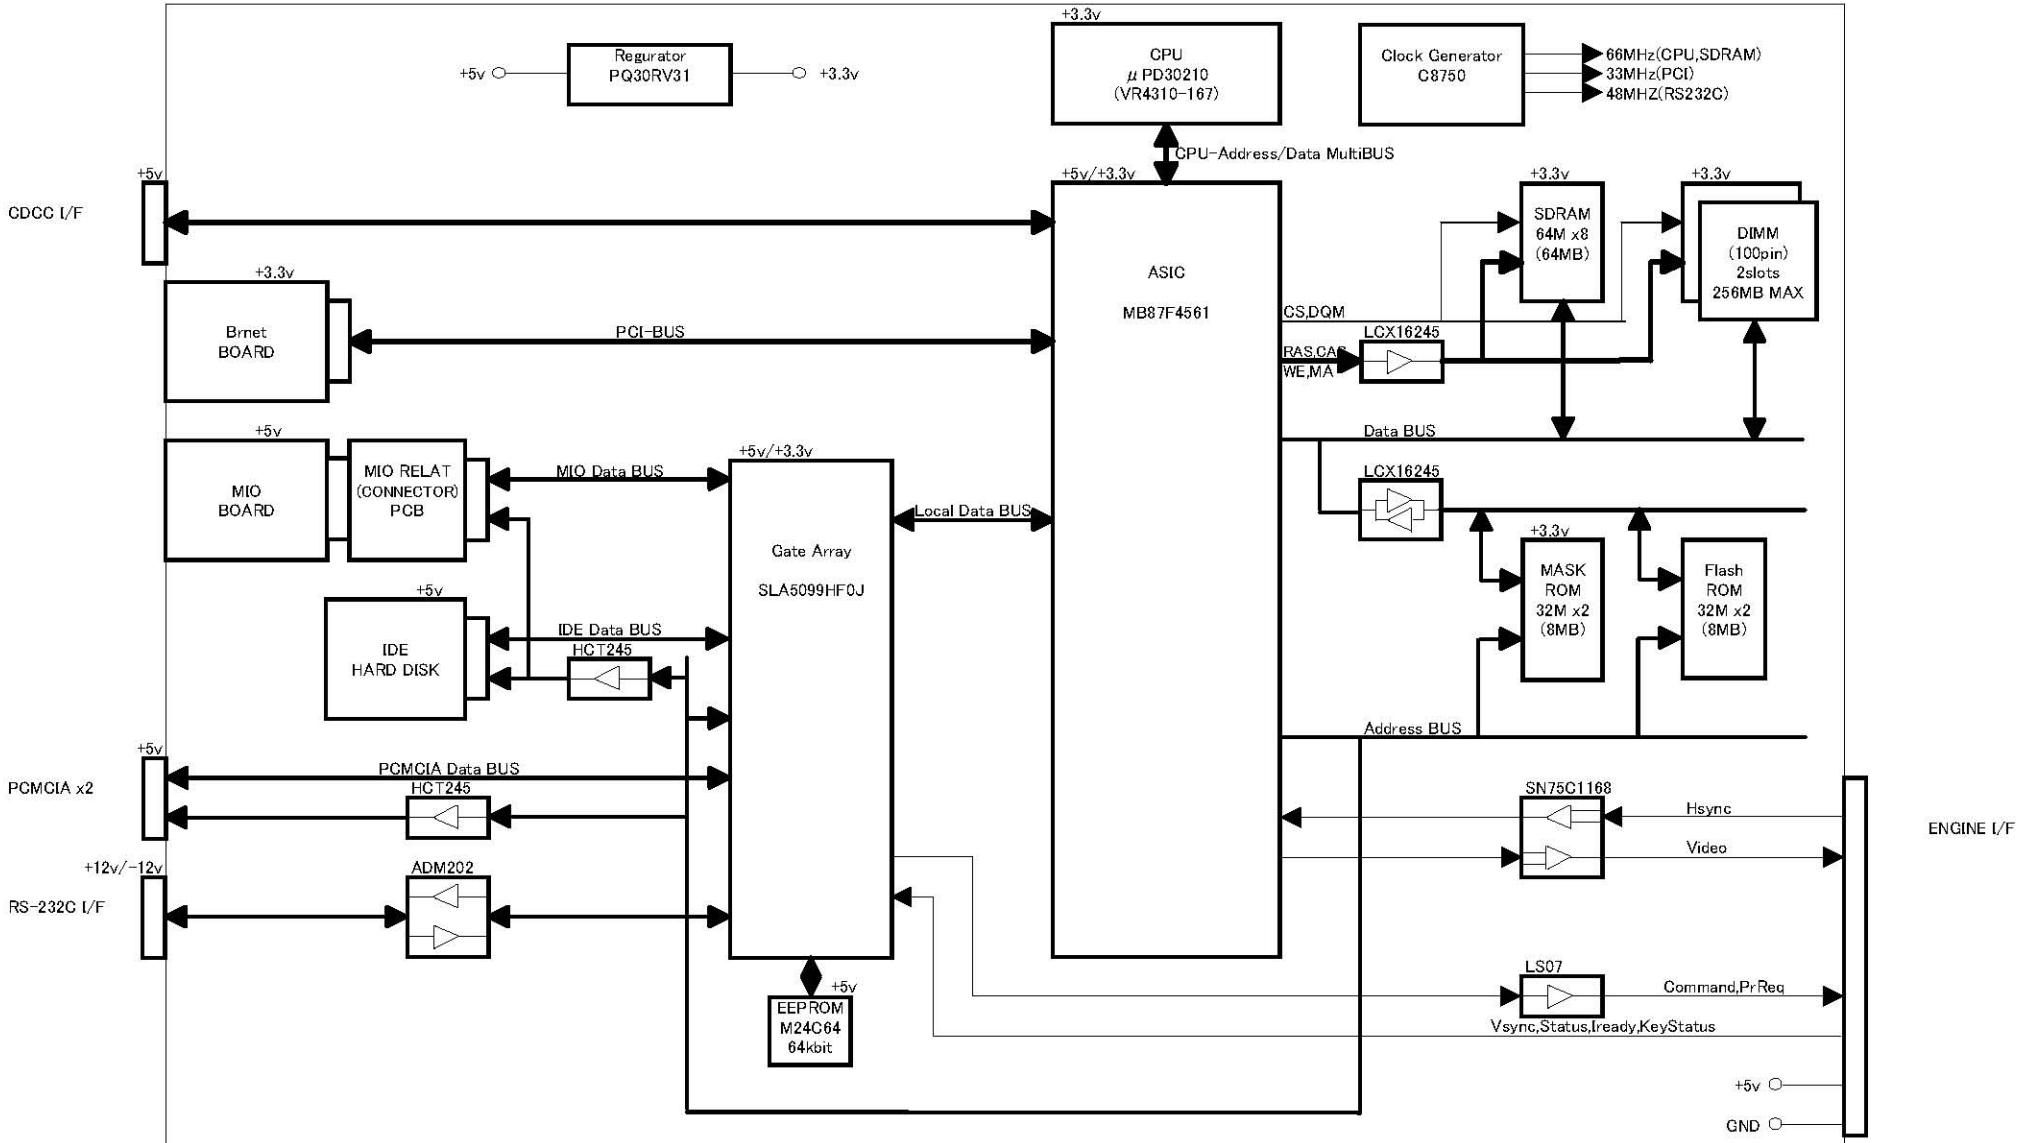 +3.3v
Regurator
PQ30RV31
+5v
+3.3v
CPU
μ PD30210
(VR4310-167)
Clock Generator
C8750
66MHz(CPU,SDRAM)
33MHz(PCI)
48MHZ(RS232C)
CPU-Address/Data MultiBUS
+5v
CDCC I/F
+5v/+3.3v
ASIC
MB87F4561
+3.3v
SDRAM
64M x8
(64MB)
+3.3v
DIMM
(100pin)
2slots
256MB MAX
+3.3v
Brnet
BOARD
PCI-BUS
CS,DQM
LCX16245
RAS,CAS
WE,MA
Data BUS
+5v
MIO
BOARD
MIO RELAT
(CONNECTOR)
PCB
MIO Data BUS
+5v/+3.3v
Gate Array
SLA5099HF0J
Local Data BUS
LCX16245
+3.3v
MASK
ROM
32M x2
(8MB)
Flash
ROM
32M x2
(8MB)
+5v
IDE
HARD DISK
IDE Data BUS
HCT245
Address BUS
+5v
PCMCIA x2
PCMCIA Data BUS
HCT245
SN75C1168
Hsync
Video
ENGINE I/F
+12v/-12v
RS-232C I/F
ADM202
LS07
Command,PrReq
Vsync,Status,Iready,KeyStatus
+5v
EEPROM
M24C64
64kbit
+5v
GND